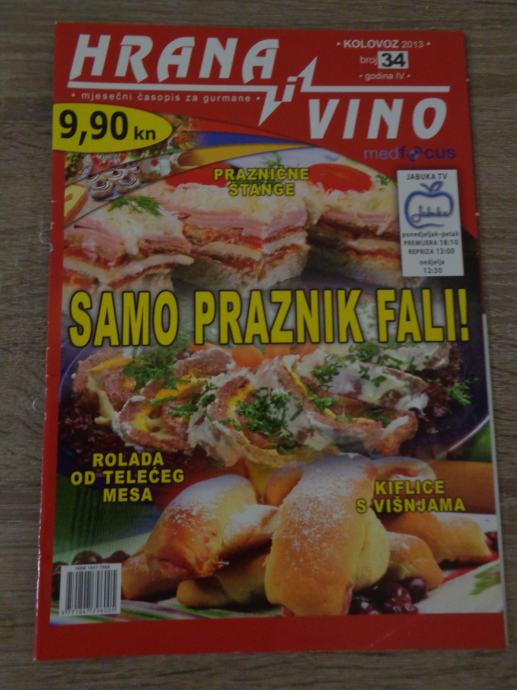 HRANA i VINO
• KOLOVOZ 2013 •
broj 34
• godina IV •
• mjesečni časopis za gurmane •
9,90 kn
medfocus
PRAZNIČNE
ŠTANGE
JABUKA TV
Jabuka
ponedjeljak-petak
PREMIJERA 18:10
REPRIZA 13:00
nedjelja
12:30
SAMO PRAZNIK FALI!
ROLADA
OD TELEĆEG
MESA
KIFLICE
S VIŠNJAMA